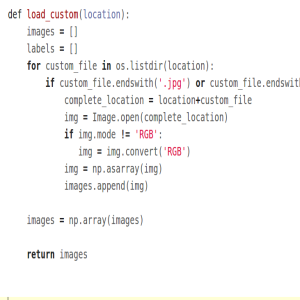 def load_custom(location):
    images = []
    labels = []
    for custom_file in os.listdir(location):
        if custom_file.endswith('.jpg') or custom_file.endswith
            complete_location = location+custom_file
            img = Image.open(complete_location)
            if img.mode != 'RGB':
                img = img.convert('RGB')
            img = np.asarray(img)
            images.append(img)
    images = np.array(images)
    return images